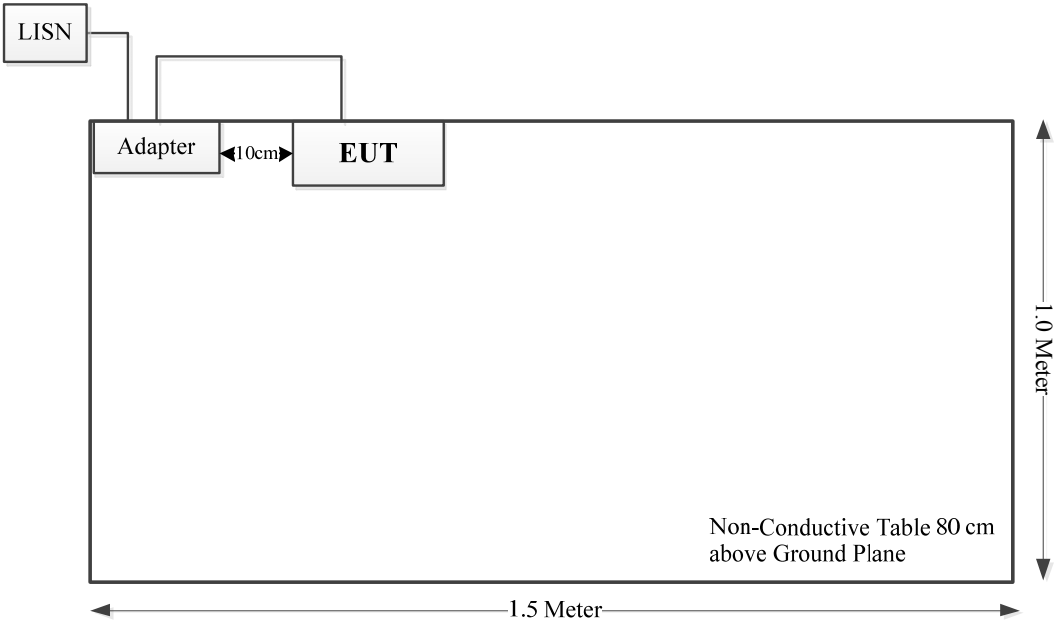 LISN
Adapter
10cm
EUT
1.0 Meter
Non-Conductive Table 80 cm
above Ground Plane
1.5 Meter